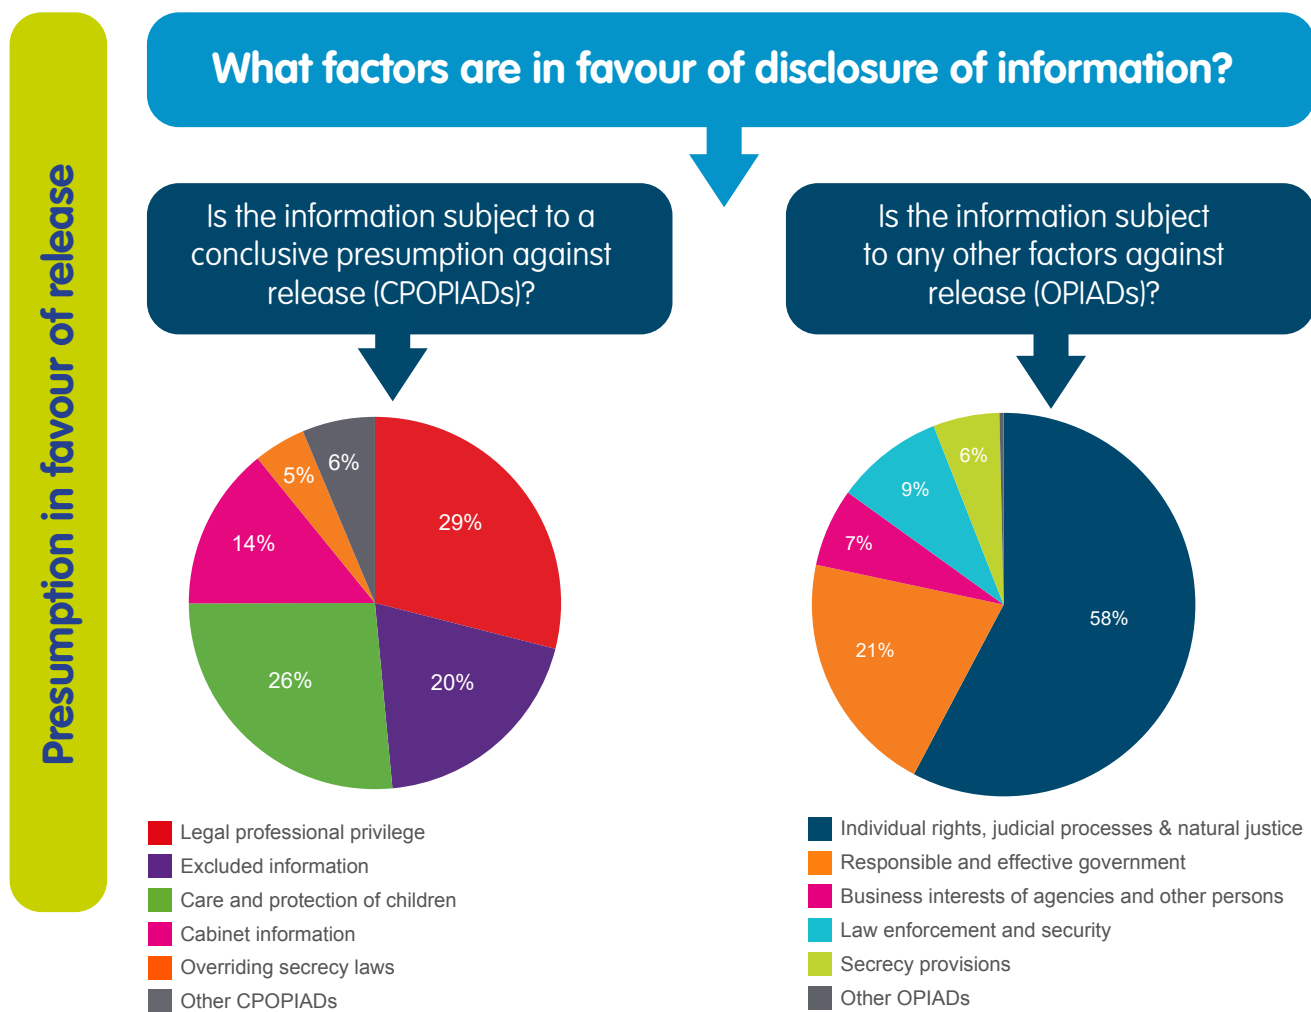 Presumption in favour of release
What factors are in favour of disclosure of information?
Is the information subject to a
conclusive presumption against
release (CPOPIADs)?
Is the information subject
to any other factors against
release (OPIADs)?
29%
20%
26%
14%
5%
6%
Legal professional privilege
Excluded information
Care and protection of children
Cabinet information
Overriding secrecy laws
Other CPOPIADs
58%
21%
7%
9%
6%
Individual rights, judicial processes & natural justice
Responsible and effective government
Business interests of agencies and other persons
Law enforcement and security
Secrecy provisions
Other OPIADs